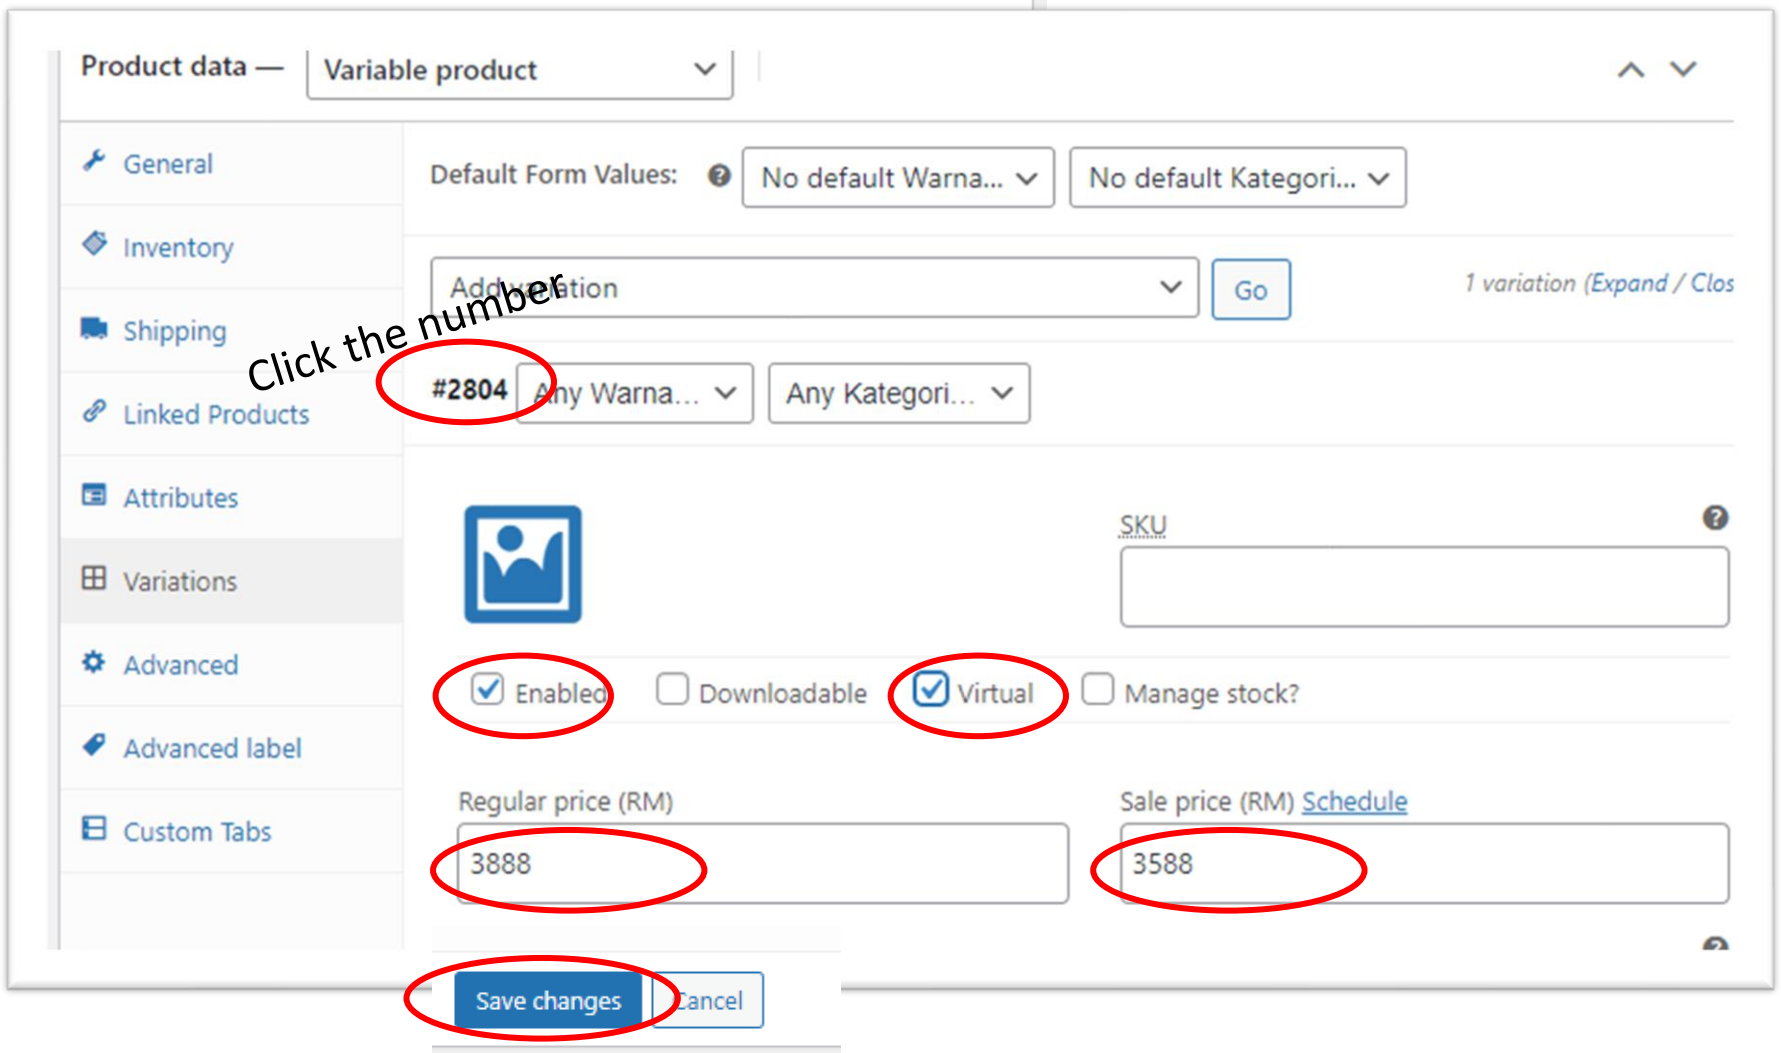 Product data — Variable product
General
Inventory
Shipping
Linked Products
Attributes
Variations
Advanced
Advanced label
Custom Tabs
Default Form Values: No default Warna... No default Kategori...
Add variation Go 1 variation (Expand / Clos
Click the number
#2804 Any Warna... Any Kategori...
SKU
Enabled Downloadable Virtual Manage stock?
Regular price (RM) Sale price (RM) Schedule
3888 3588
Save changes Cancel